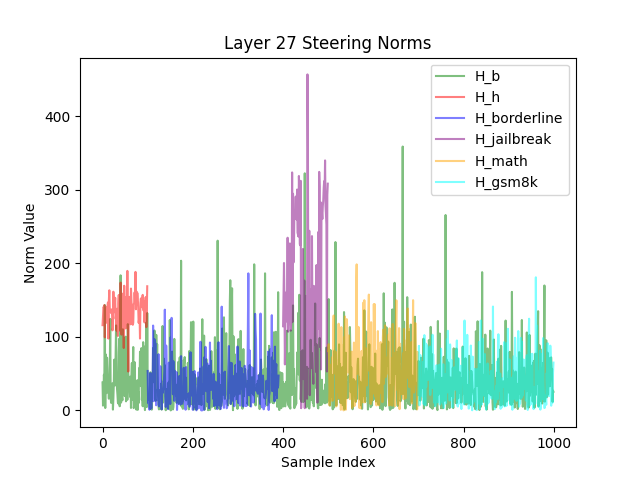 Layer 27 Steering Norms
H_b
H_h
H_borderline
H_jailbreak
H_math
H_gsm8k
400
300
200
100
0
Norm Value
0 200 400 600 800 1000
Sample Index